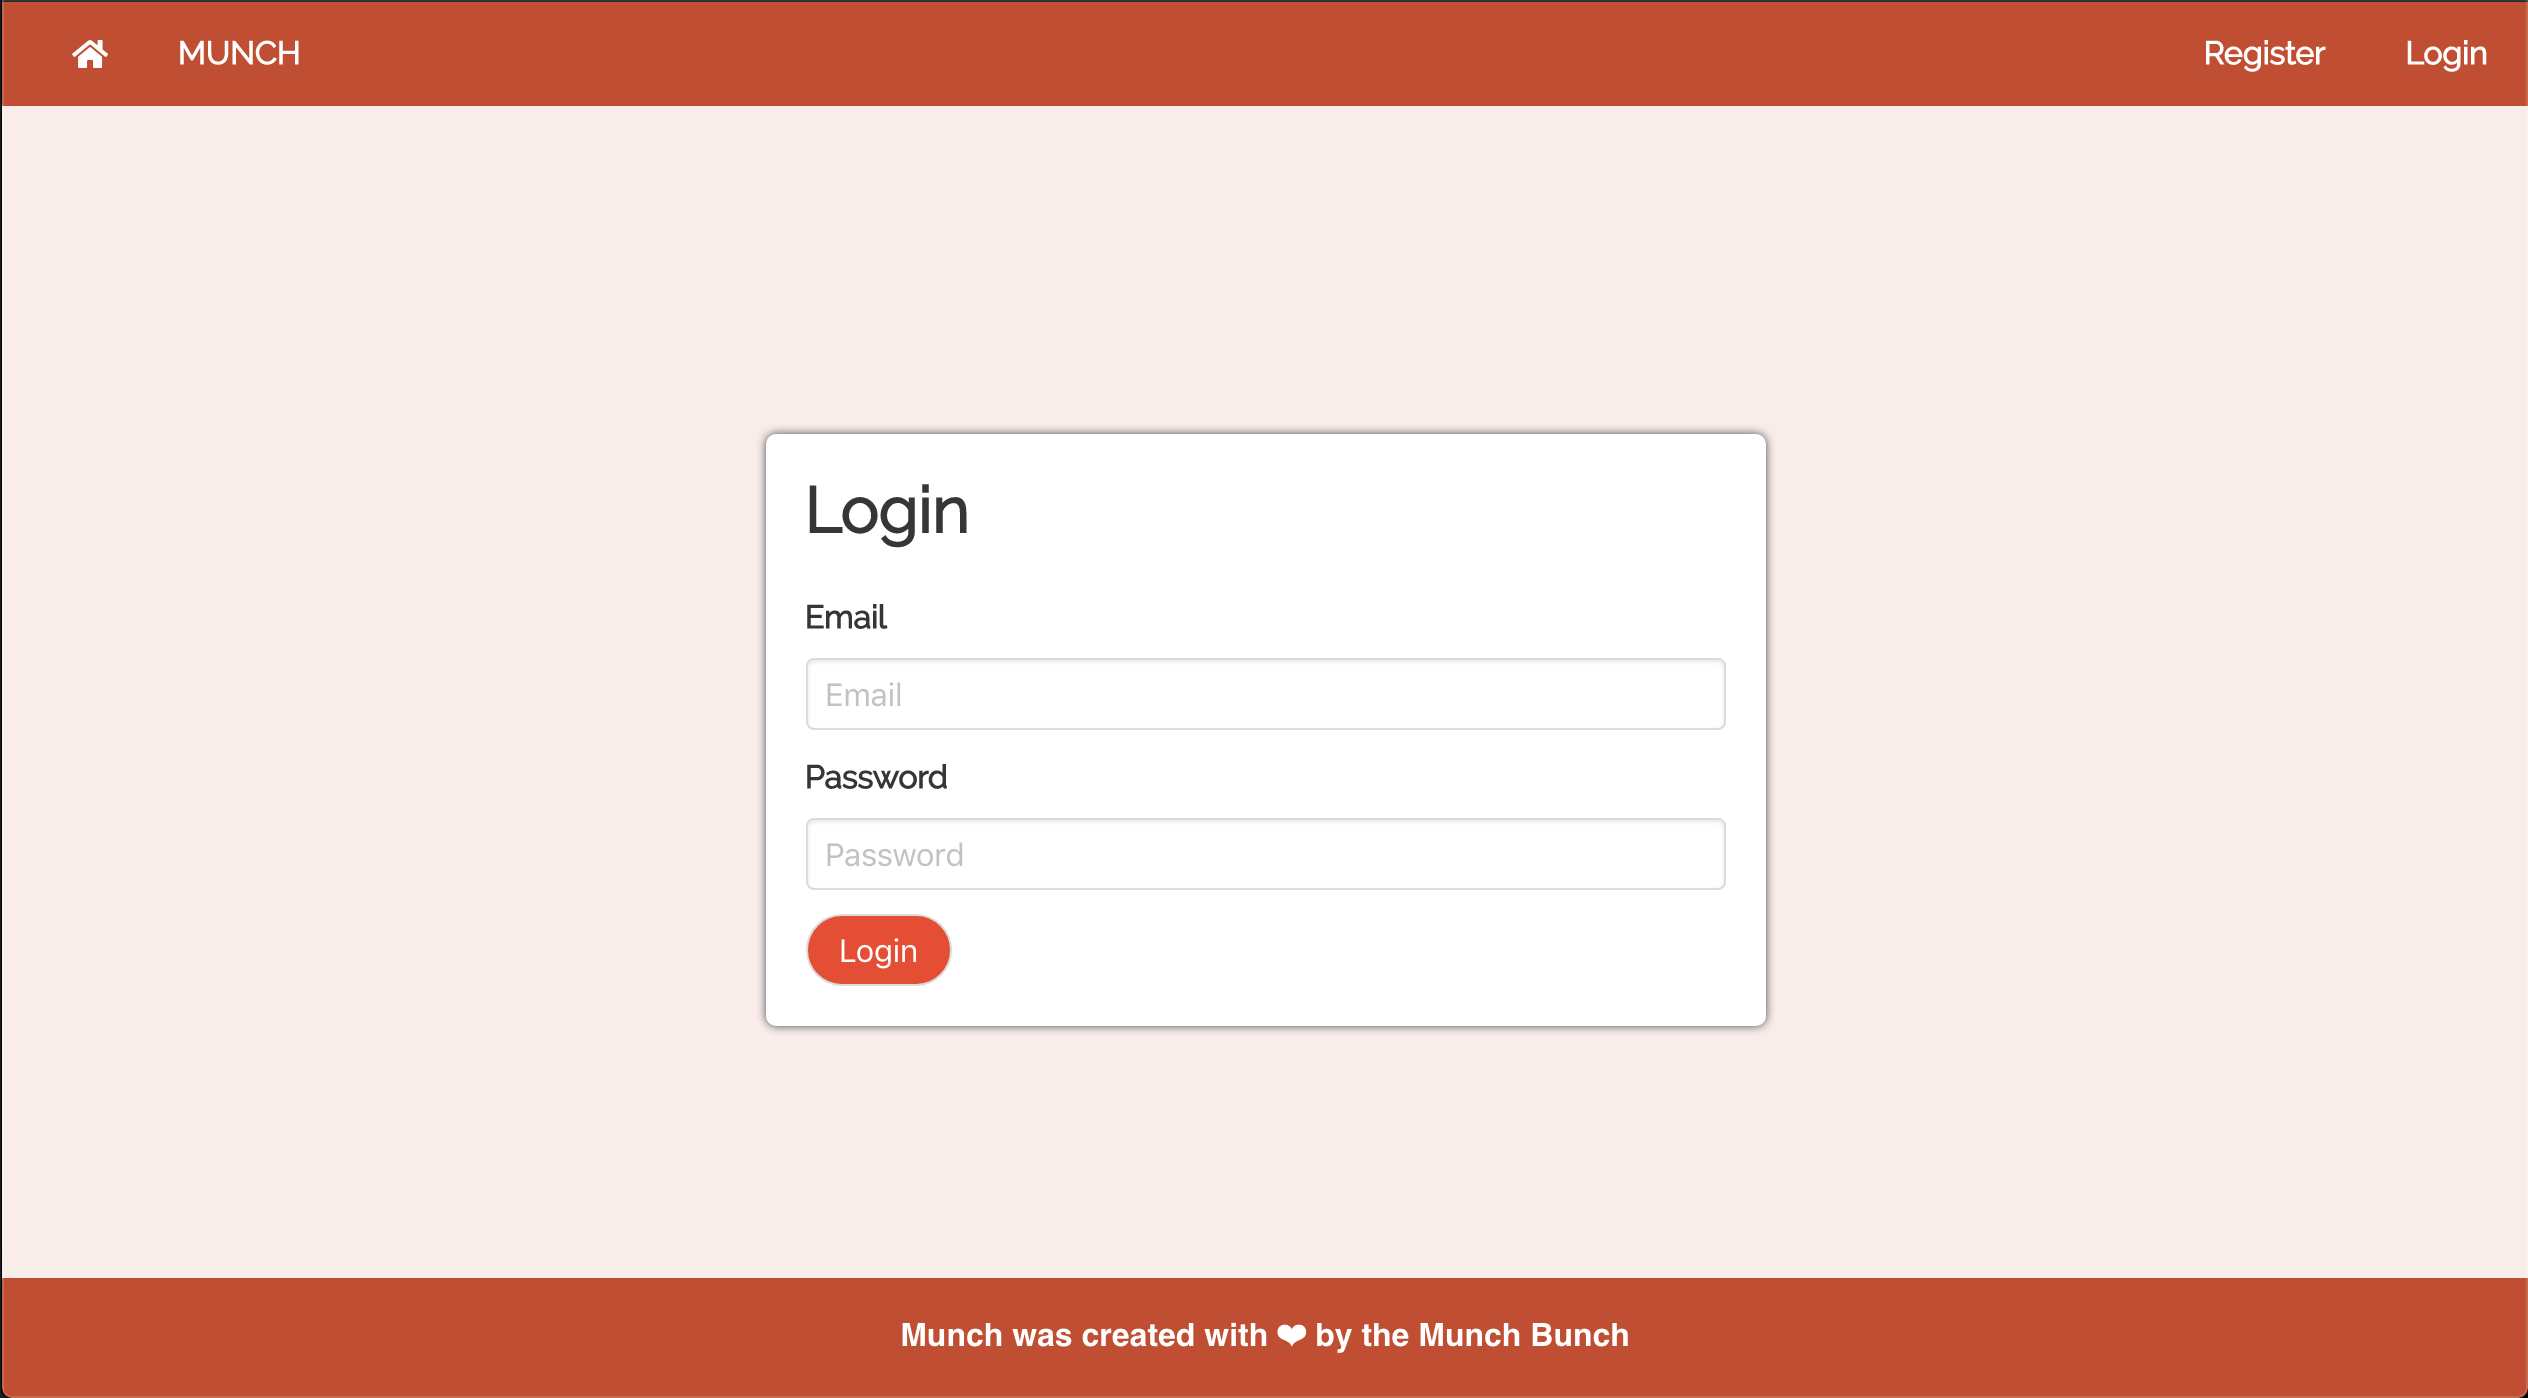 MUNCH
Register
Login
Login
Email
Email
Password
Password
Login
Munch was created with ❤ by the Munch Bunch